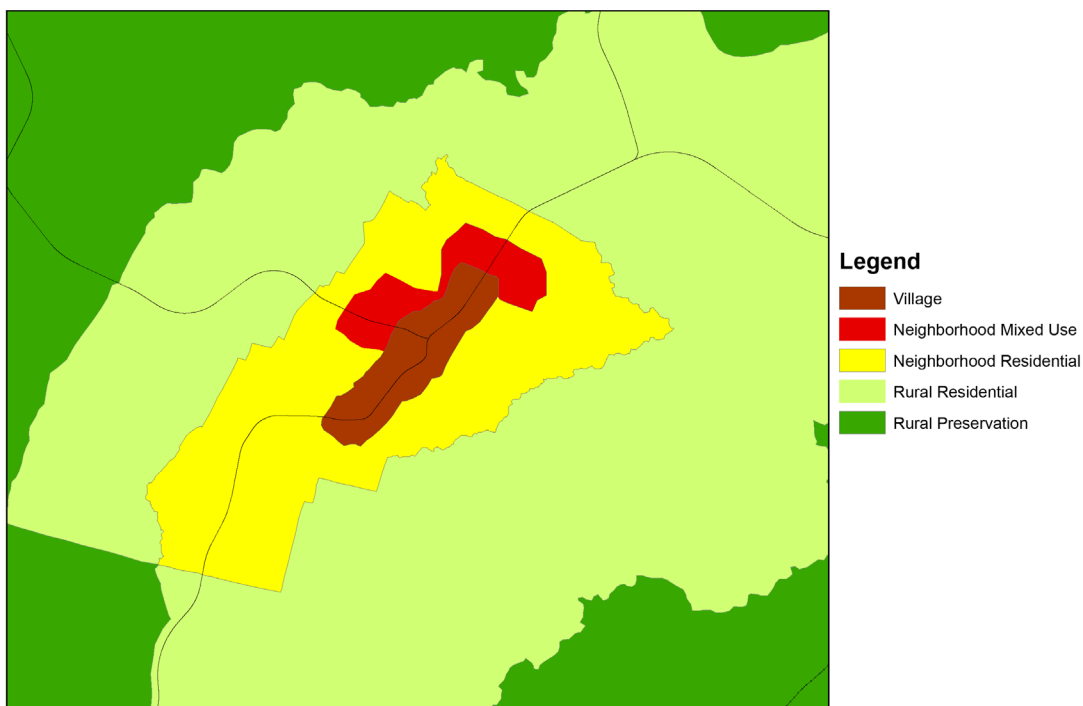 Legend
Village
Neighborhood Mixed Use
Neighborhood Residential
Rural Residential
Rural Preservation